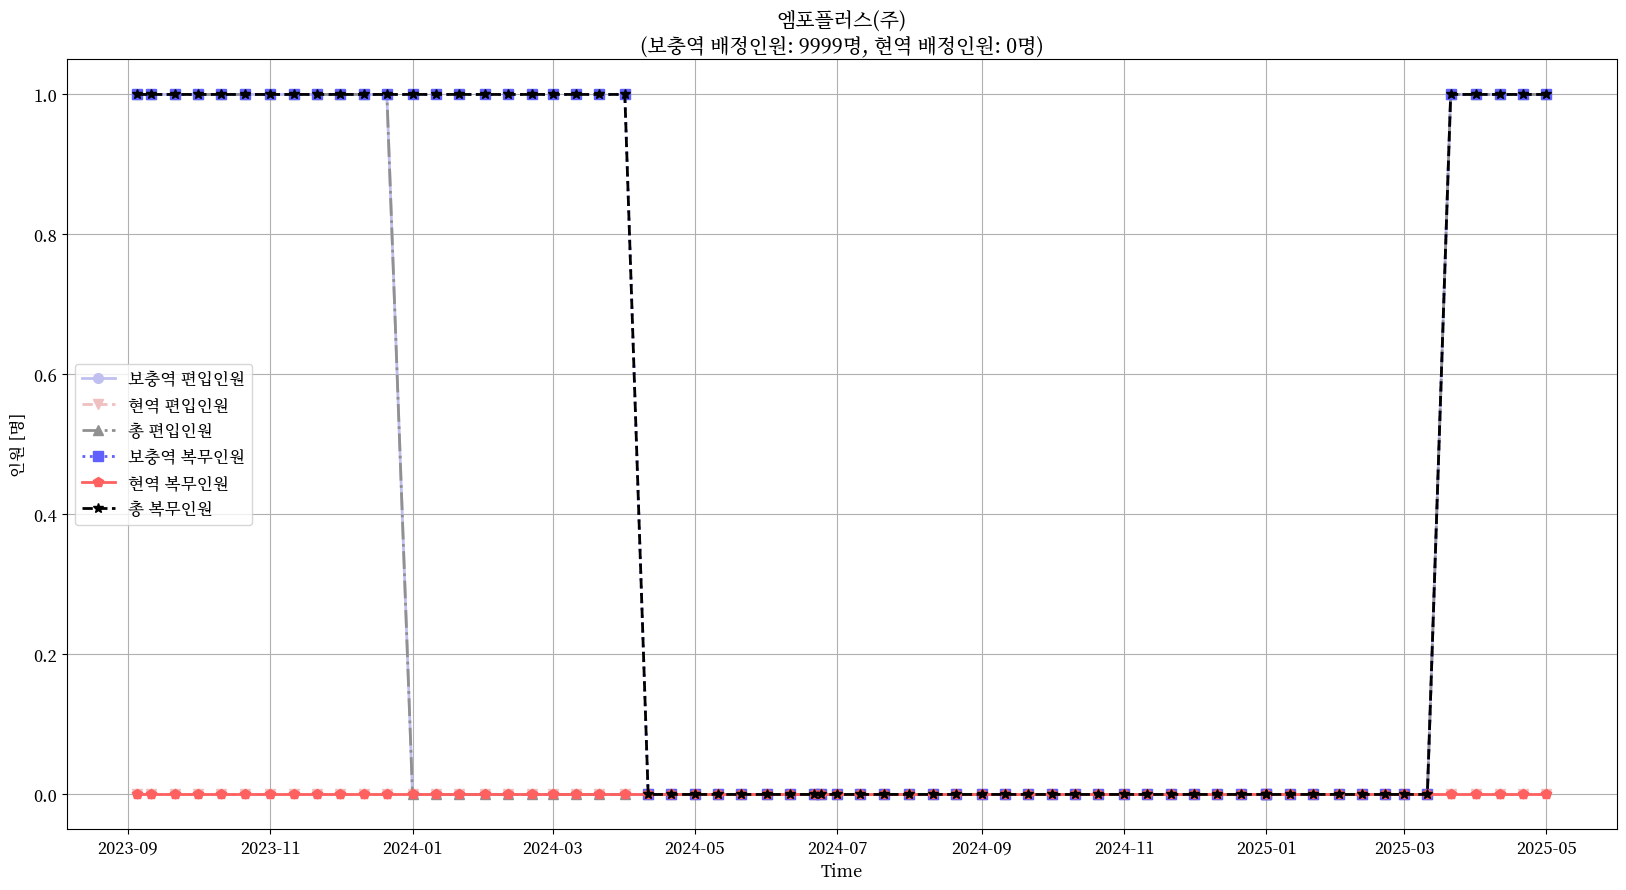 엠포플러스(주)
(보충역 배정인원: 9999명, 현역 배정인원: 0명)
인원 [명]
1.0
0.8
0.6
0.4
0.2
0.0
보충역 편입인원
현역 편입인원
총 편입인원
보충역 복무인원
현역 복무인원
총 복무인원
2023-09
2023-11
2024-01
2024-03
2024-05
2024-07
2024-09
2024-11
2025-01
2025-03
2025-05
Time